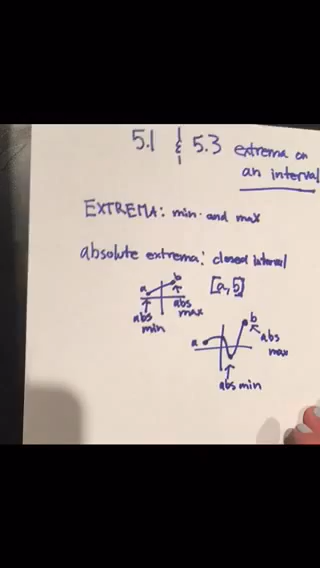 5.1 & 5.3 extrema on
an interval
EXTREMA: min. and max
absolute extrema: closed interval
[a, b]
a b
abs
min
abs
max
a b
abs
max
abs min